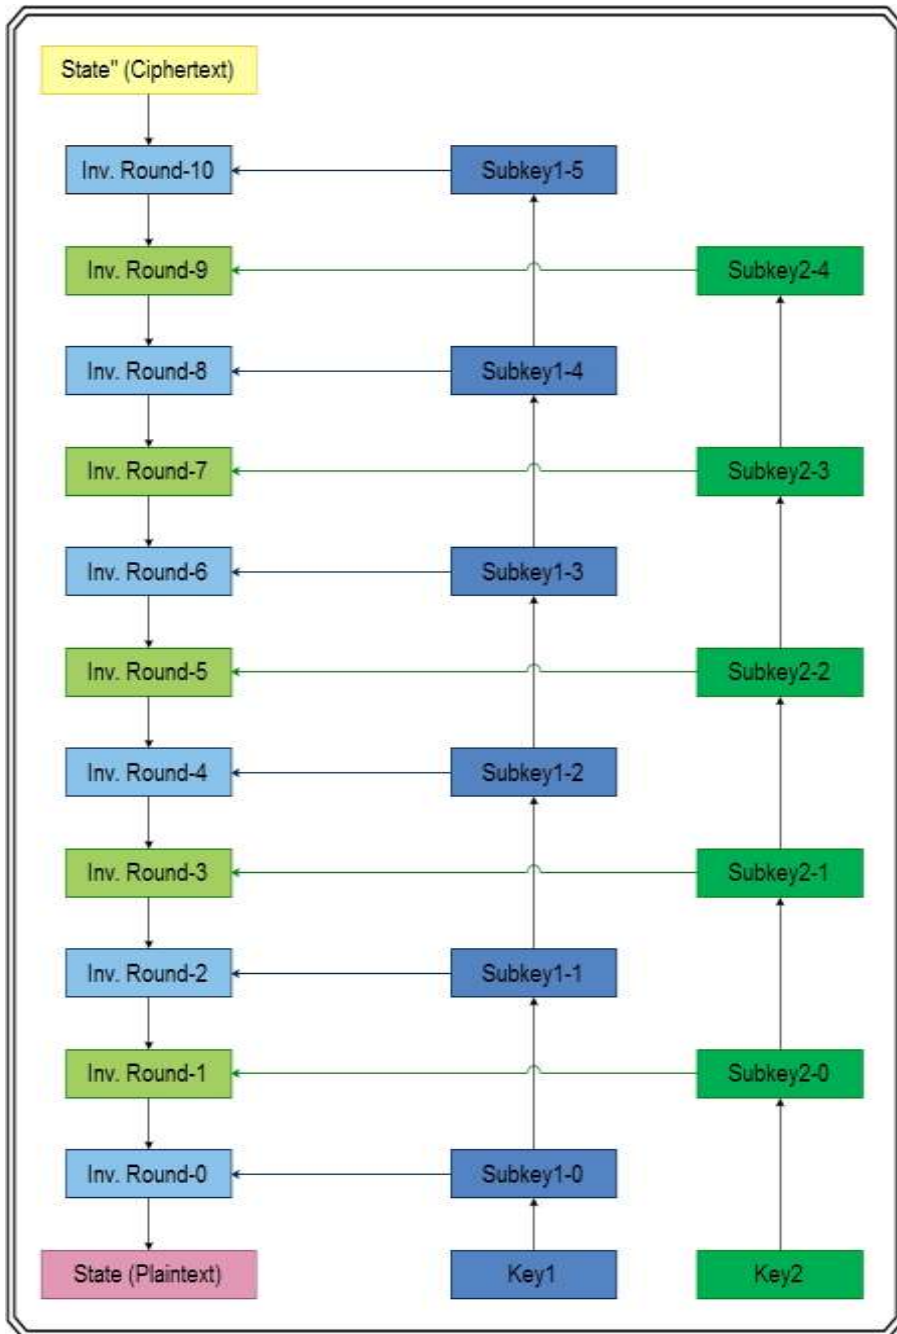 State" (Ciphertext)
Inv. Round-10
Subkey1-5
Inv. Round-9
Subkey2-4
Inv. Round-8
Subkey1-4
Inv. Round-7
Subkey2-3
Inv. Round-6
Subkey1-3
Inv. Round-5
Subkey2-2
Inv. Round-4
Subkey1-2
Inv. Round-3
Subkey2-1
Inv. Round-2
Subkey1-1
Inv. Round-1
Subkey2-0
Inv. Round-0
Subkey1-0
State (Plaintext)
Key1
Key2